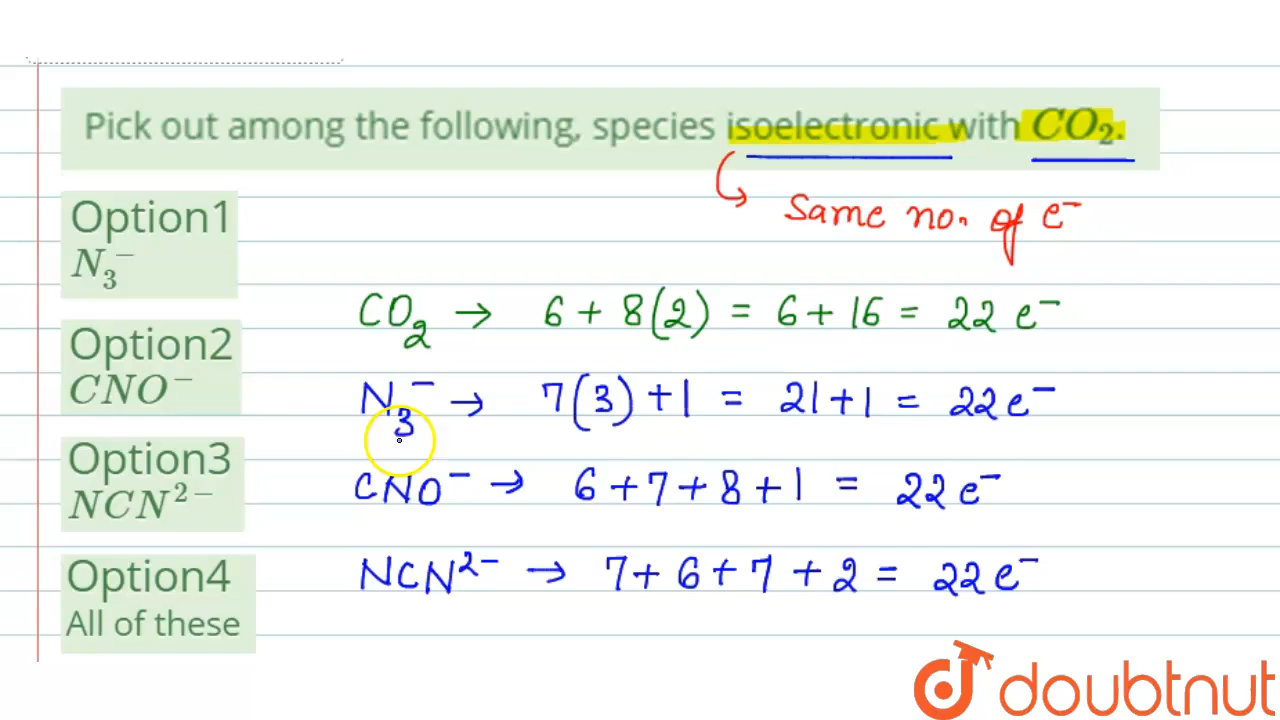 Pick out among the following, species isoelectronic with CO₂.
Same no. of e⁻
Option1
N₃⁻
CO₂ → 6 + 8(2) = 6 + 16 = 22 e⁻
Option2
CNO⁻
N₃⁻ → 7(3) + 1 = 21 + 1 = 22 e⁻
Option3
NCN²⁻
CNO⁻ → 6 + 7 + 8 + 1 = 22 e⁻
Option4
All of these
NCN²⁻ → 7 + 6 + 7 + 2 = 22 e⁻
doubtnut